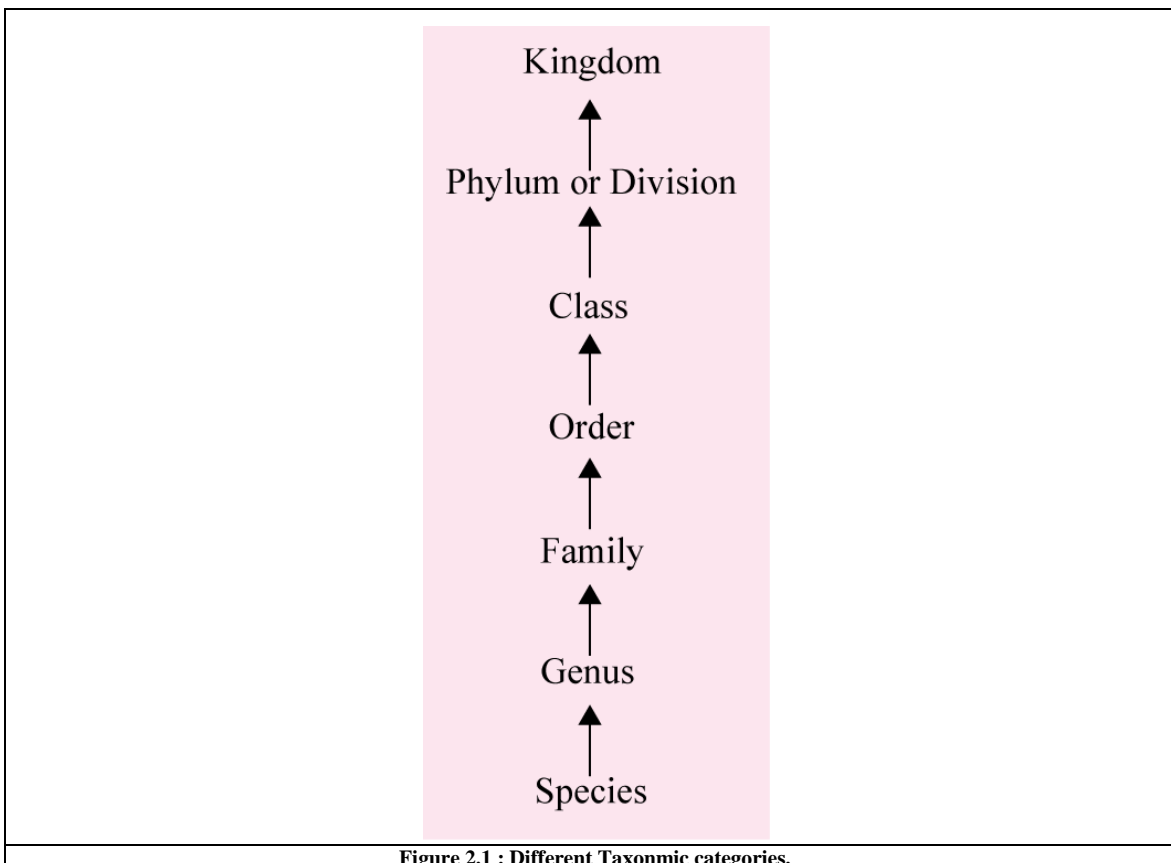 Kingdom
Phylum or Division
Class
Order
Family
Genus
Species
Figure 2.1 : Different Taxonmic categories.